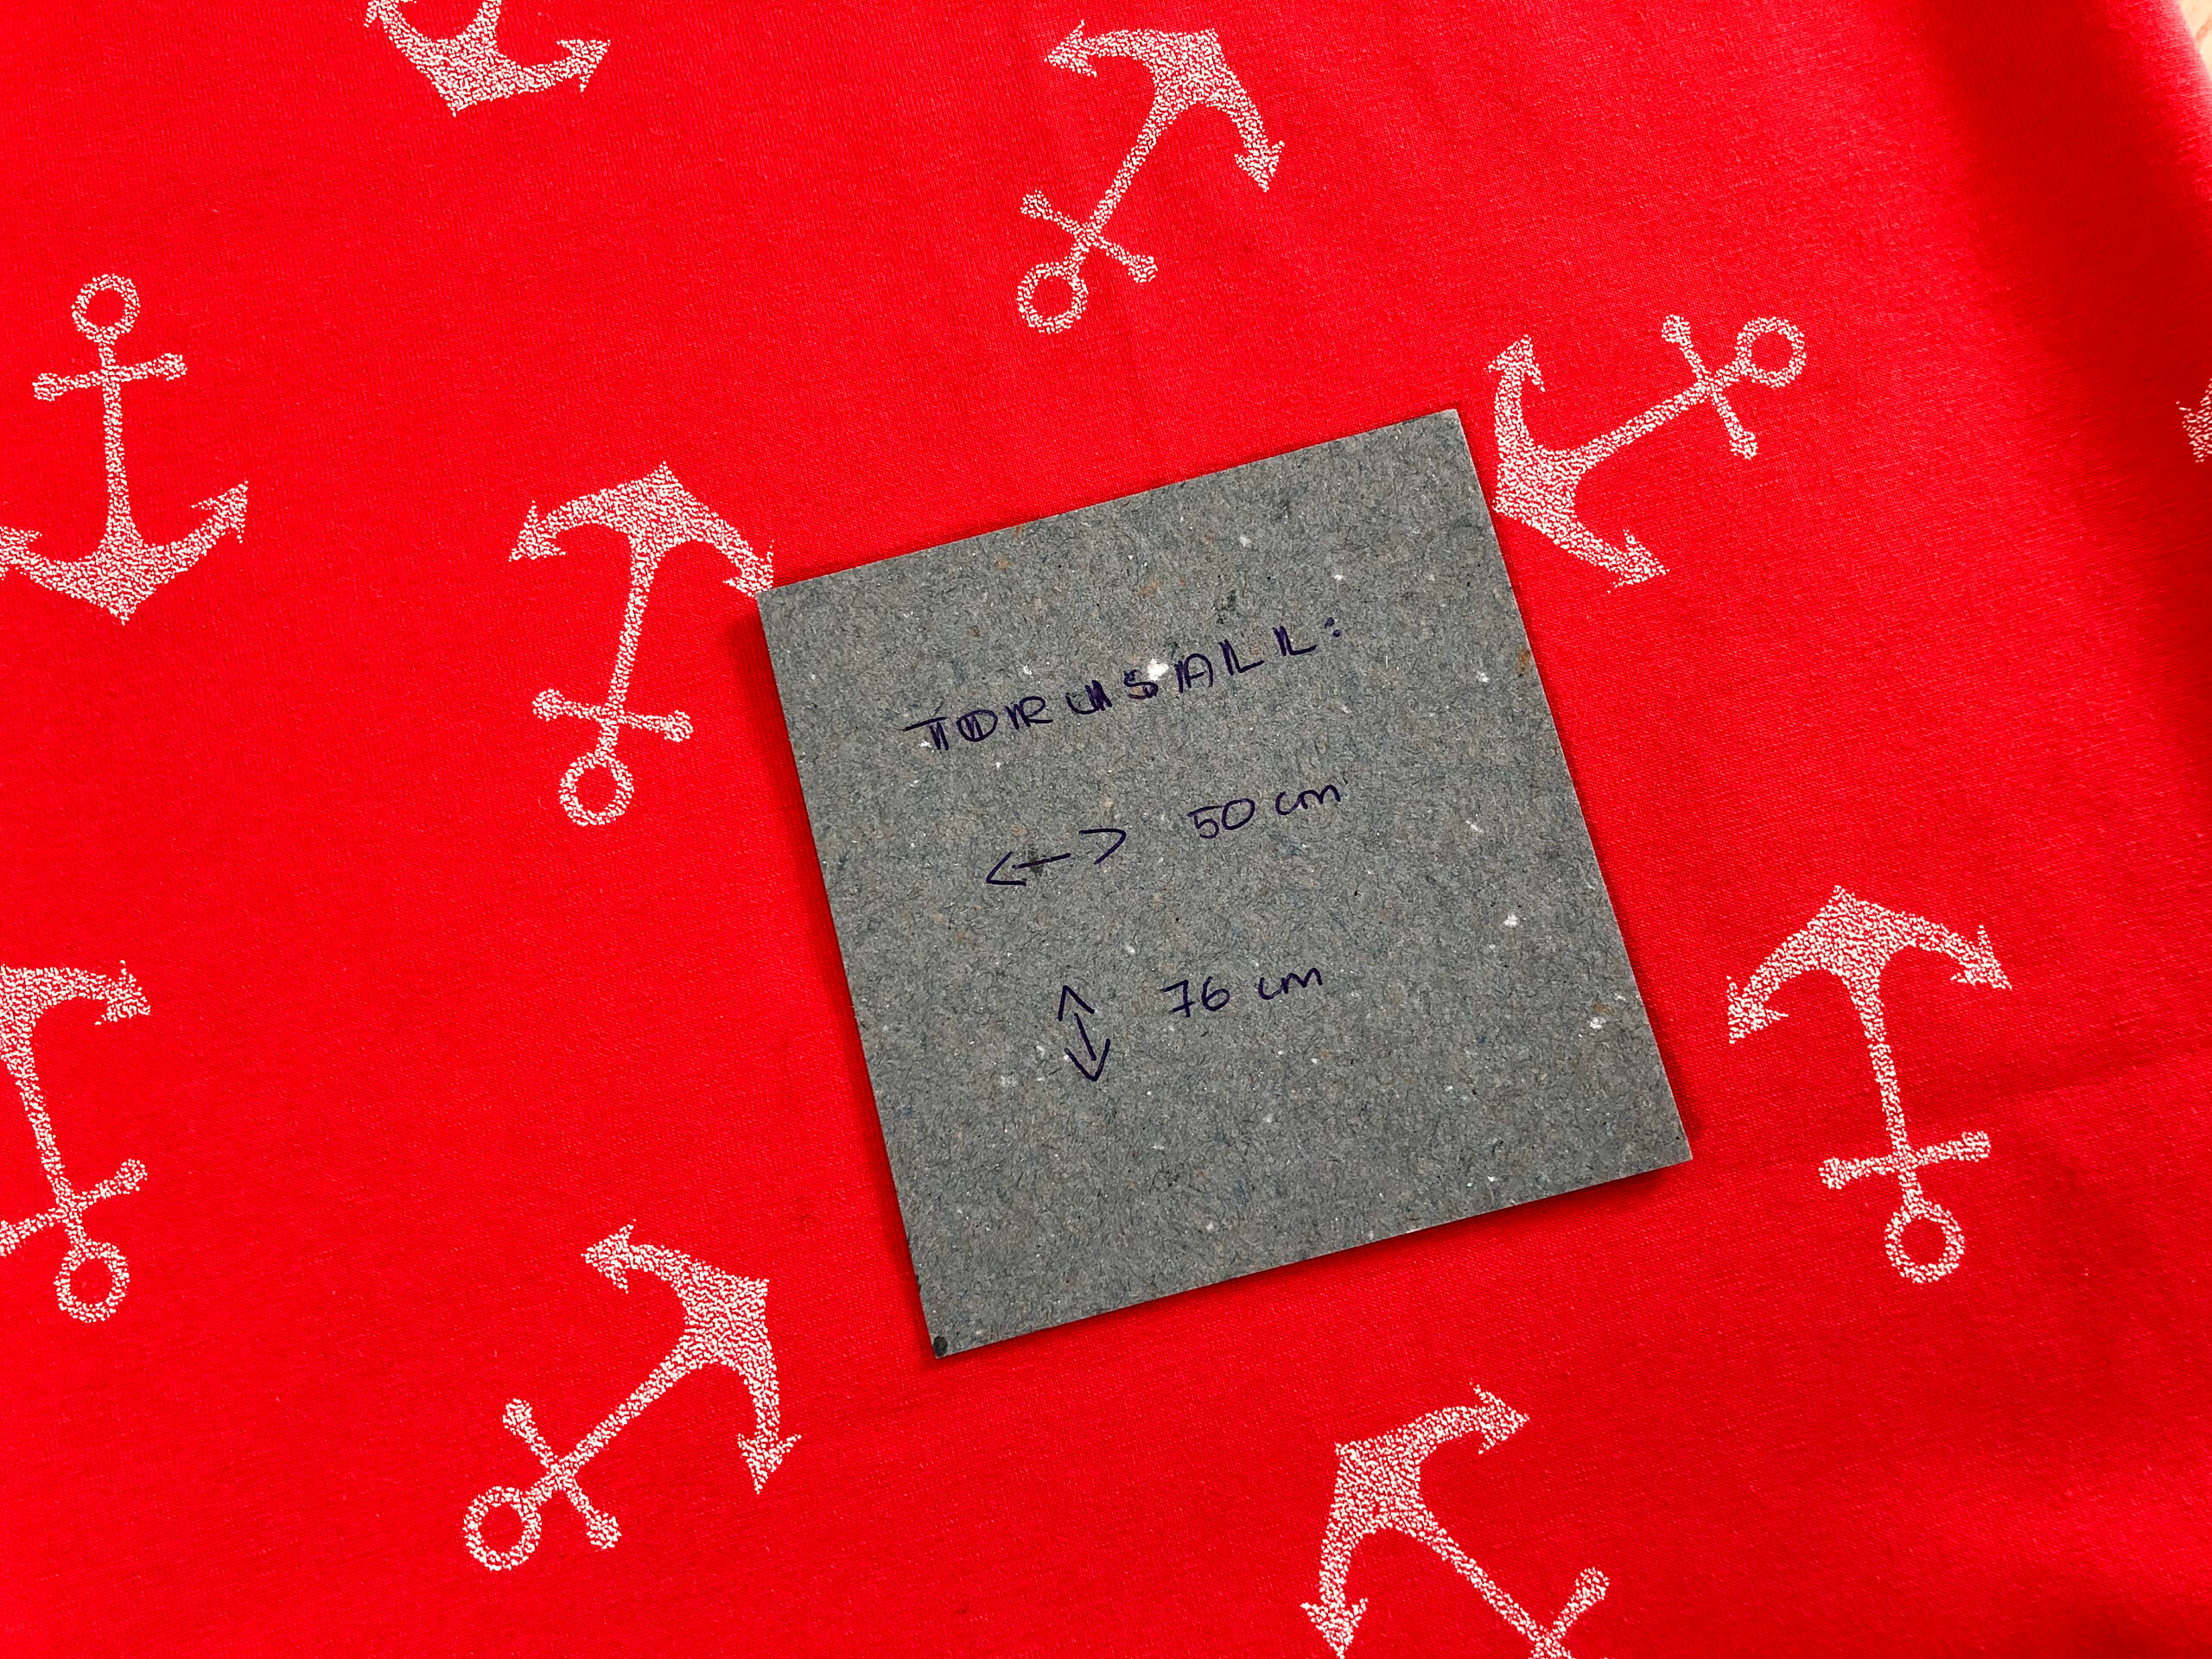 TORUSALL:
<-> 50 cm
↕ 76 cm